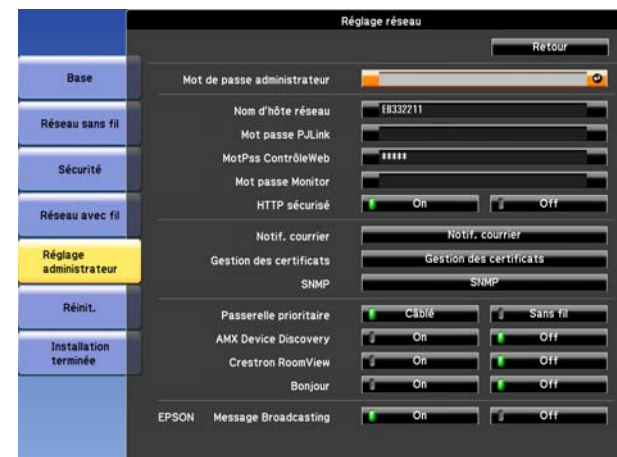 Réglage réseau
Retour
Base
Réseau sans fil
Sécurité
Réseau avec fil
Réglage
administrateur
Réinit.
Installation
terminée
Mot de passe administrateur
Nom d'hôte réseau EB332211
Mot passe PJLink
MotPss ContrôleWeb *****
Mot passe Monitor
HTTP sécurisé On Off
Notif. courrier Notif. courrier
Gestion des certificats Gestion des certificats
SNMP SNMP
Passerelle prioritaire Câblé Sans fil
AMX Device Discovery On Off
Crestron RoomView On Off
Bonjour On Off
EPSON Message Broadcasting On Off